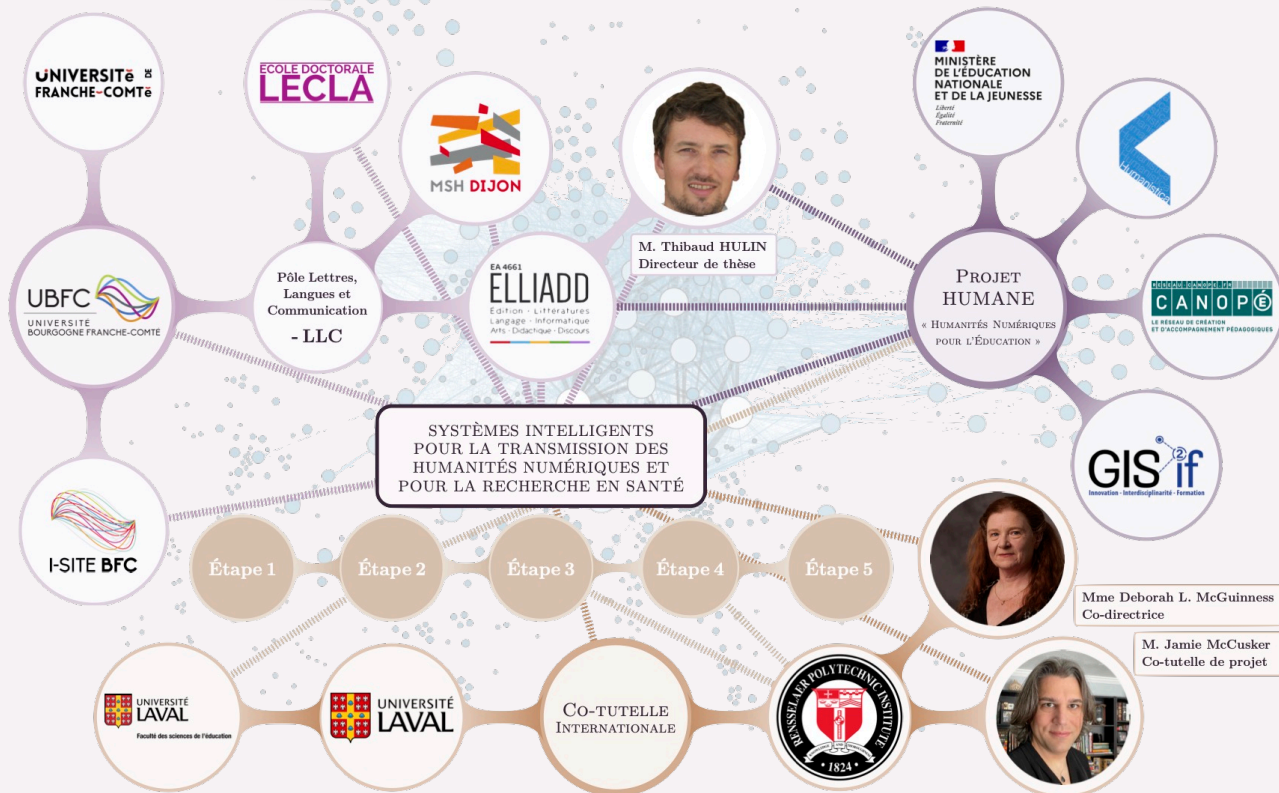 UNIVERSITĕ DE
FRANCHE-COMTĕ
ECOLE DOCTORALE
LECLA
MSH DIJON
M. Thibaud HULIN
Directeur de thèse
MINISTÈRE
DE L'ÉDUCATION
NATIONALE
ET DE LA JEUNESSE
Liberté
Égalité
Fraternité
Humanistica
UBFC
UNIVERSITÉ
BOURGOGNE FRANCHE-COMTÉ
Pôle Lettres,
Langues et
Communication
- LLC
EA 4661
ELLIADD
Edition - Littératures
Langage - Informatique
Arts - Didactique - Discours
PROJET
HUMANE
« HUMANITÉS NUMÉRIQUES
POUR L'ÉDUCATION »
RESEAU-CANOPE.FR
CANOPÉ
LE RÉSEAU DE CRÉATION
ET D'ACCOMPAGNEMENT PÉDAGOGIQUES
SYSTÈMES INTELLIGENTS
POUR LA TRANSMISSION DES
HUMANITÉS NUMÉRIQUES ET
POUR LA RECHERCHE EN SANTÉ
GIS 2if
Innovation - Interdisciplinarité - Formation
I-SITE BFC
Étape 1
Étape 2
Étape 3
Étape 4
Étape 5
Mme Deborah L. McGuinness
Co-directrice
M. Jamie McCusker
Co-tutelle de projet
UNIVERSITÉ
LAVAL
Faculté des sciences de l'éducation
UNIVERSITÉ
LAVAL
CO-TUTELLE
INTERNATIONALE
RENSSELAER POLYTECHNIC INSTITUTE
1824